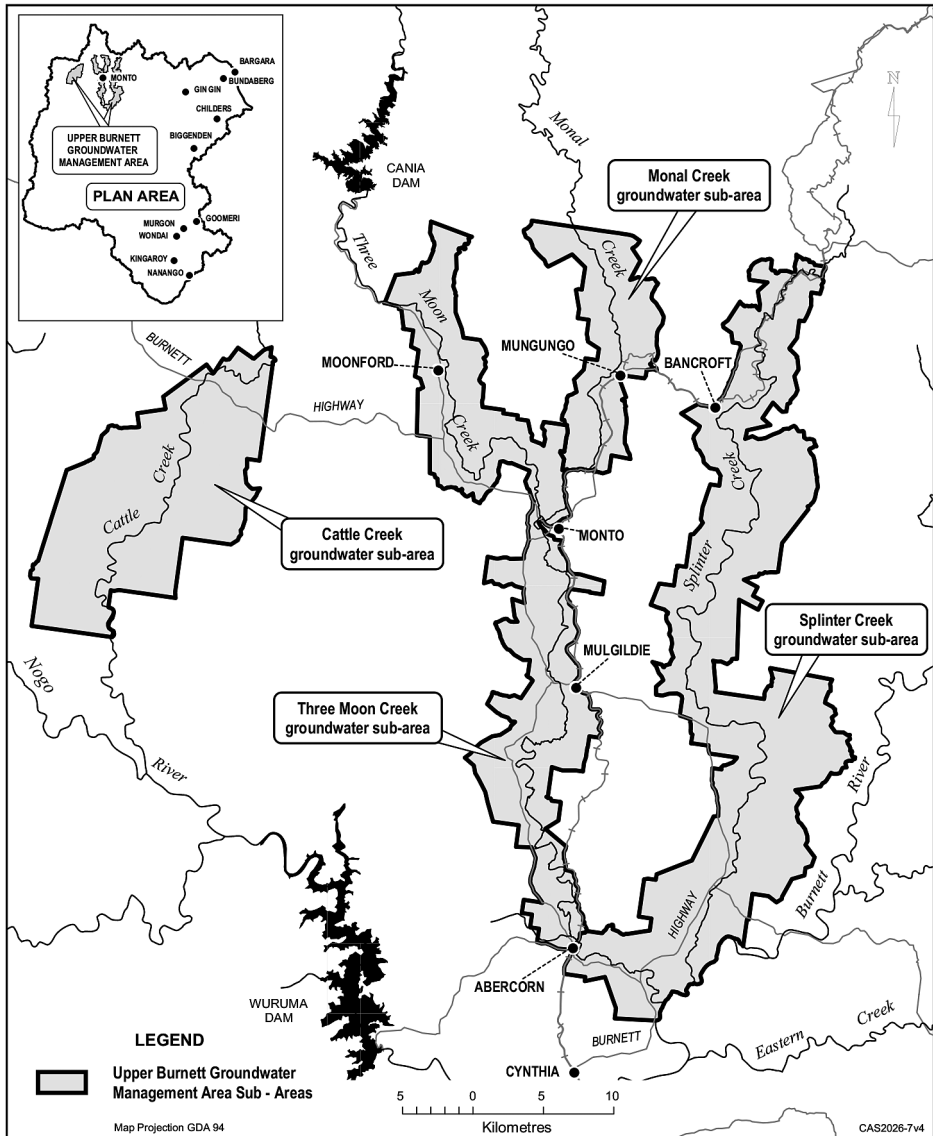 BARGARA
MONTO
BUNDABERG
GIN GIN
CHILDERS
UPPER BURNETT
GROUNDWATER
MANAGEMENT AREA
BIGGENDEN
PLAN AREA
MURGON
GOOMERI
WONDAI
KINGAROY
NANANGO
N
Monal
CANIA
DAM
Monal Creek
groundwater sub-area
Three
Creek
Moon
BURNETT
MUNGUNGO
MOONFORD
BANCROFT
HIGHWAY
Creek
Creek
Creek
Cattle
Cattle Creek
groundwater sub-area
MONTO
Splinter
Splinter Creek
groundwater sub-area
MULGILDIE
Nogo
Three Moon Creek
groundwater sub-area
River
River
Burnett
HIGHWAY
ABERCORN
WURUMA
DAM
Creek
BURNETT
Eastern
LEGEND
Upper Burnett Groundwater
Management Area Sub - Areas
CYNTHIA
5 0 5 10
Kilometres
Map Projection GDA 94
CAS2026-7v4